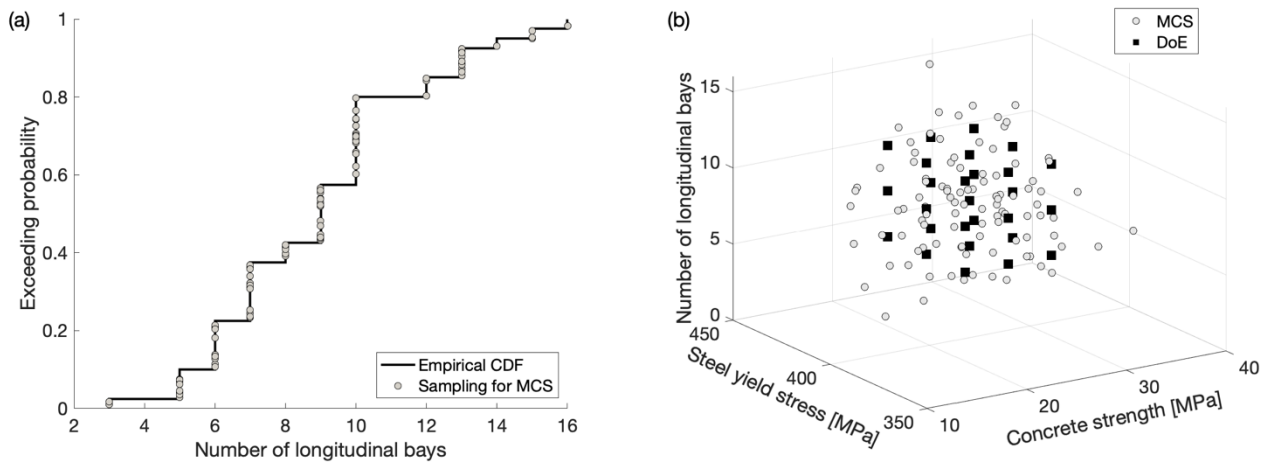 (a)
1
0.8
0.6
0.4
0.2
0
Exceeding probability
2 4 6 8 10 12 14 16
Number of longitudinal bays
Empirical CDF
Sampling for MCS
(b)
MCS
DoE
15
10
5
0
Number of longitudinal bays
450
400
350
Steel yield stress [MPa]
10
20
30
40
Concrete strength [MPa]